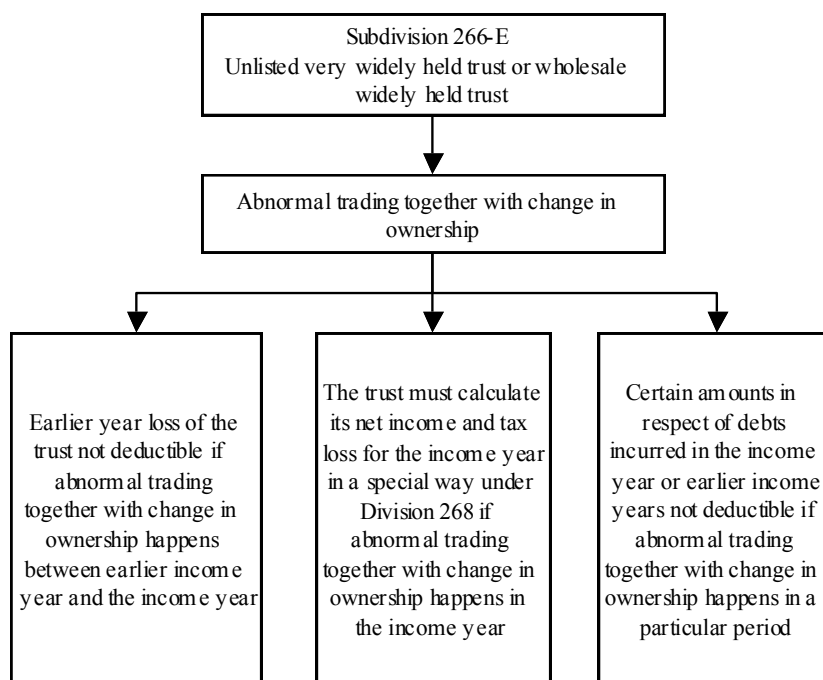 Subdivision 266-E
Unlisted very widely held trust or wholesale
widely held trust
Abnormal trading together with change in
ownership
Earlier year loss of the
trust not deductible if
abnormal trading
together with change in
ownership happens
between earlier income
year and the income year
The trust must calculate
its net income and tax
loss for the income year
in a special way under
Division 268 if
abnormal trading
together with change in
ownership happens in
the income year
Certain amounts in
respect of debts
incurred in the income
year or earlier income
years not deductible if
abnormal trading
together with change in
ownership happens in a
particular period